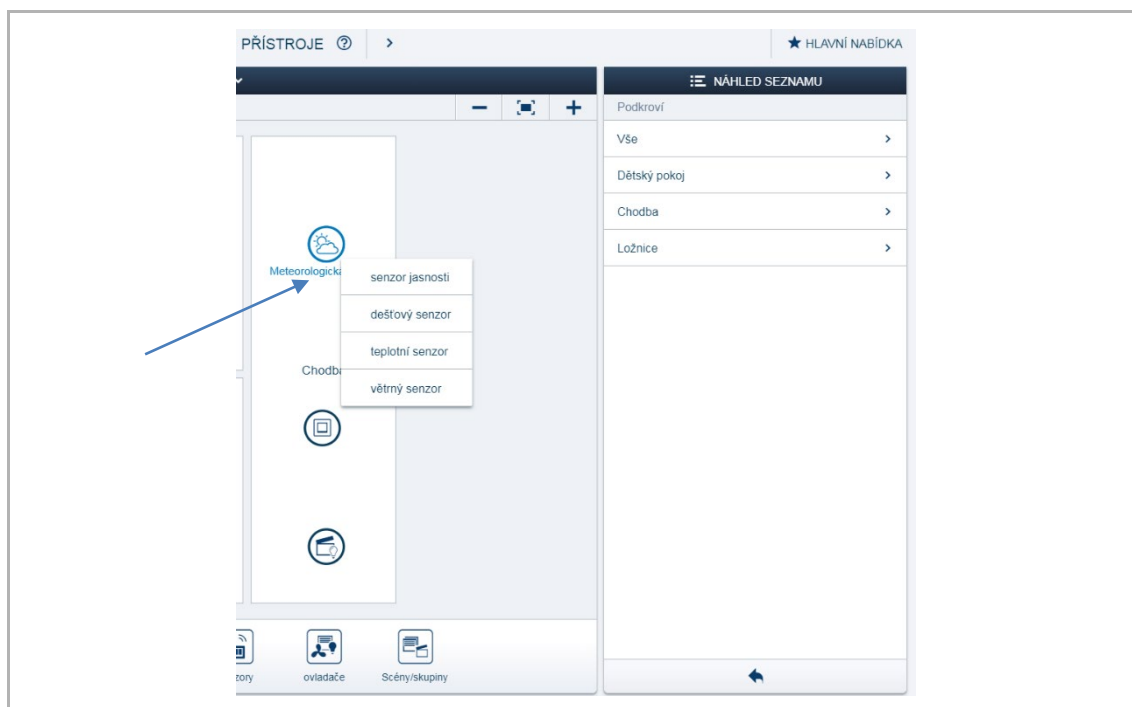 PŘÍSTROJE
HLAVNÍ NABÍDKA
NÁHLED SEZNAMU
Podkroví
Vše
Dětský pokoj
Chodba
Ložnice
Meteorologická
senzor jasnosti
dešťový senzor
teplotní senzor
větrný senzor
Chodba
ovladače
Scény/skupiny